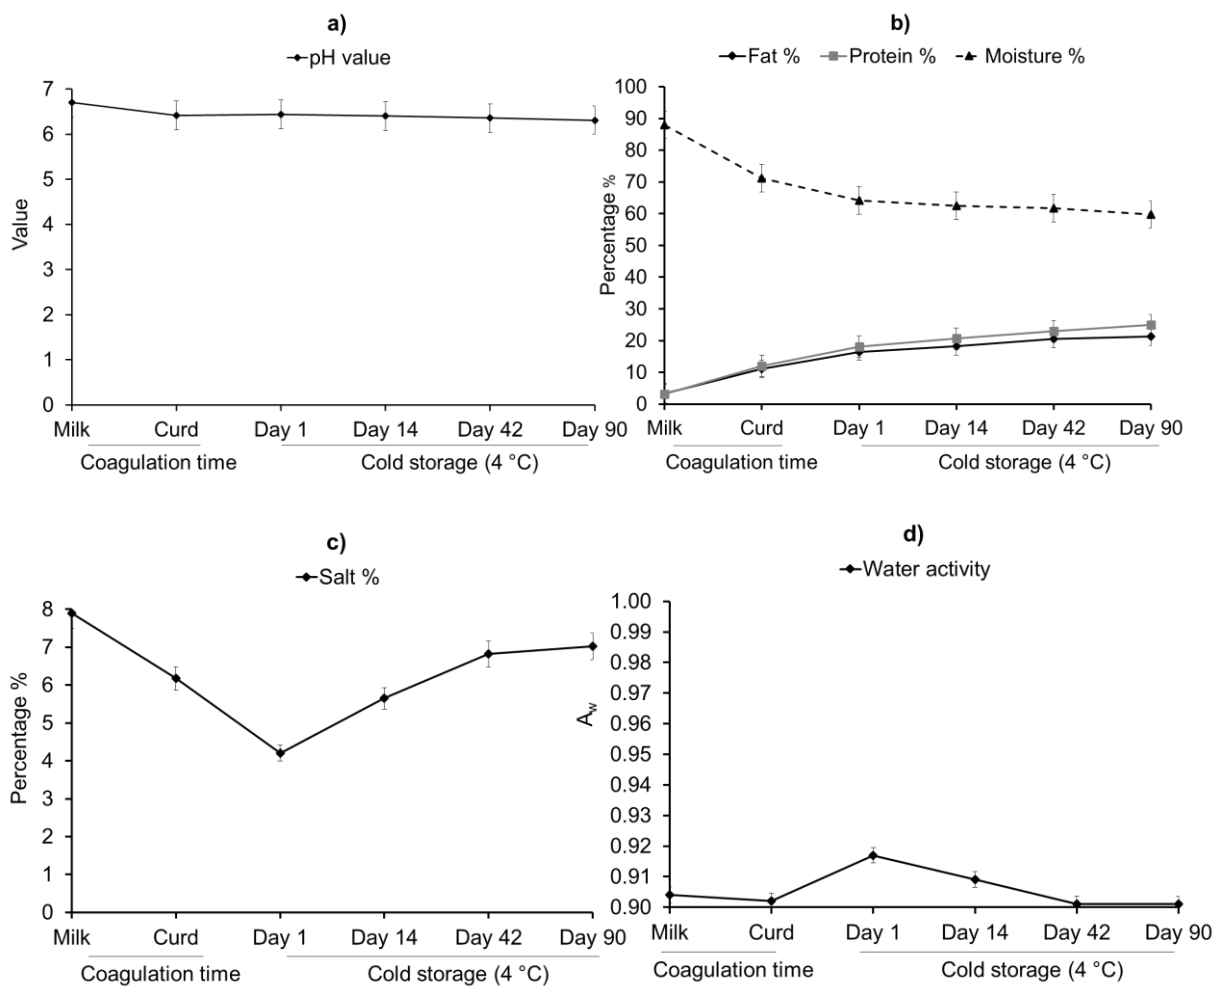 a)
pH value
7
6
5
4
3
2
1
0
Value
Milk Curd Day 1 Day 14 Day 42 Day 90
Coagulation time Cold storage (4 °C)
b)
Fat % Protein % Moisture %
100
90
80
70
60
50
40
30
20
10
0
Percentage %
Milk Curd Day 1 Day 14 Day 42 Day 90
Coagulation time Cold storage (4 °C)
c)
Salt %
8
7
6
5
4
3
2
1
0
Percentage %
Milk Curd Day 1 Day 14 Day 42 Day 90
Coagulation time Cold storage (4 °C)
d)
Water activity
1.00
0.99
0.98
0.97
0.96
0.95
0.94
0.93
0.92
0.91
0.90
Aw
Milk Curd Day 1 Day 14 Day 42 Day 90
Coagulation time Cold storage (4 °C)